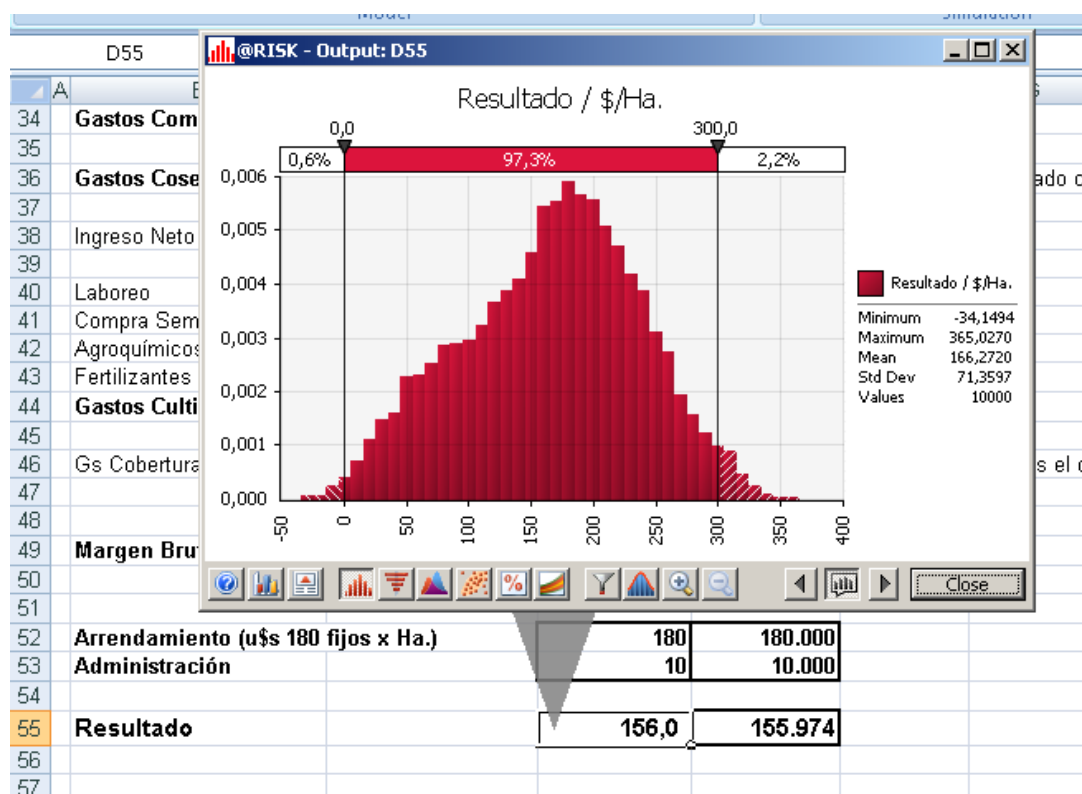 D55
@RISK - Output: D55
A
Resultado / $/Ha.
0,0 300,0
0,6% 97,3% 2,2%
0,006
0,005
0,004
0,003
0,002
0,001
0,000
-50 0 50 100 150 200 250 300 350 400
Resultado / $/Ha.
Minimum -34,1494
Maximum 365,0270
Mean 166,2720
Std Dev 71,3597
Values 10000
Close
34 Gastos Com
35
36 Gastos Cose
37
38 Ingreso Neto
39
40 Laboreo
41 Compra Sem
42 Agroquímicos
43 Fertilizantes
44 Gastos Culti
45
46 Gs Cobertura
47
48
49 Margen Bru
50
51
52 Arrendamiento (u$s 180 fijos x Ha.) 180 180.000
53 Administración 10 10.000
54
55 Resultado 156,0 155.974
56
57